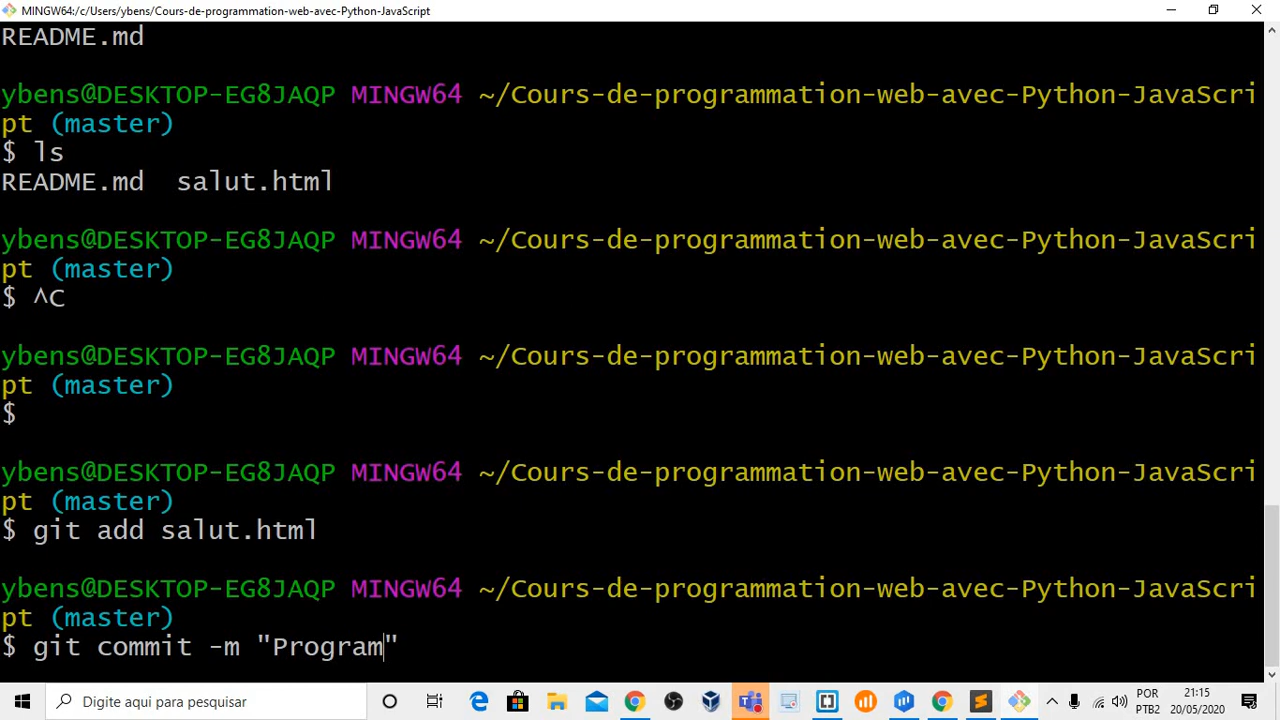 MINGW64:/c/Users/ybens/Cours-de-programmation-web-avec-Python-JavaScript
README.md
ybens@DESKTOP-EG8JAQP MINGW64 ~/Cours-de-programmation-web-avec-Python-JavaScri
pt (master)
$ ls
README.md  salut.html
ybens@DESKTOP-EG8JAQP MINGW64 ~/Cours-de-programmation-web-avec-Python-JavaScri
pt (master)
$ ^C
ybens@DESKTOP-EG8JAQP MINGW64 ~/Cours-de-programmation-web-avec-Python-JavaScri
pt (master)
$
ybens@DESKTOP-EG8JAQP MINGW64 ~/Cours-de-programmation-web-avec-Python-JavaScri
pt (master)
$ git add salut.html
ybens@DESKTOP-EG8JAQP MINGW64 ~/Cours-de-programmation-web-avec-Python-JavaScri
pt (master)
$ git commit -m "Program"
Digite aqui para pesquisar
POR
PTB2
21:15
20/05/2020